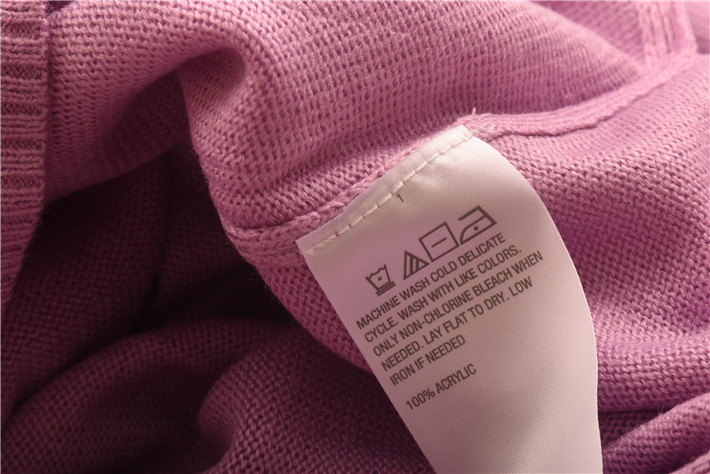 MACHINE WASH COLD DELICATE
CYCLE. WASH WITH LIKE COLORS.
ONLY NON-CHLORINE BLEACH WHEN
NEEDED. LAY FLAT TO DRY. LOW
IRON IF NEEDED
100% ACRYLIC